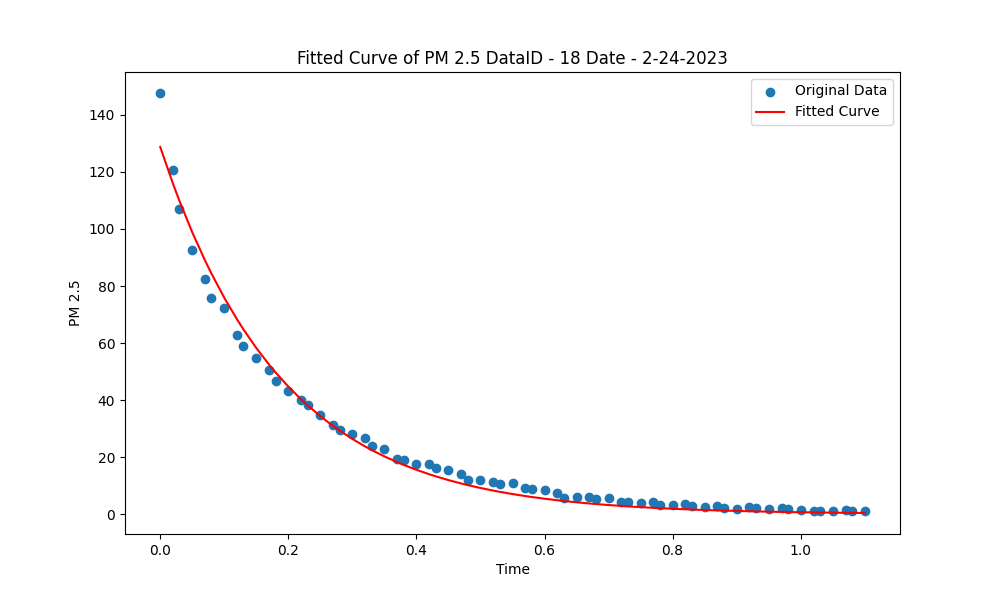 Fitted Curve of PM 2.5 DataID - 18 Date - 2-24-2023
Original Data
Fitted Curve
140
120
100
80
60
40
20
0
PM 2.5
0.0 0.2 0.4 0.6 0.8 1.0
Time